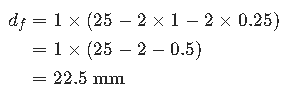 d_f = 1 × (25 − 2 × 1 − 2 × 0.25)
= 1 × (25 − 2 − 0.5)
= 22.5 mm